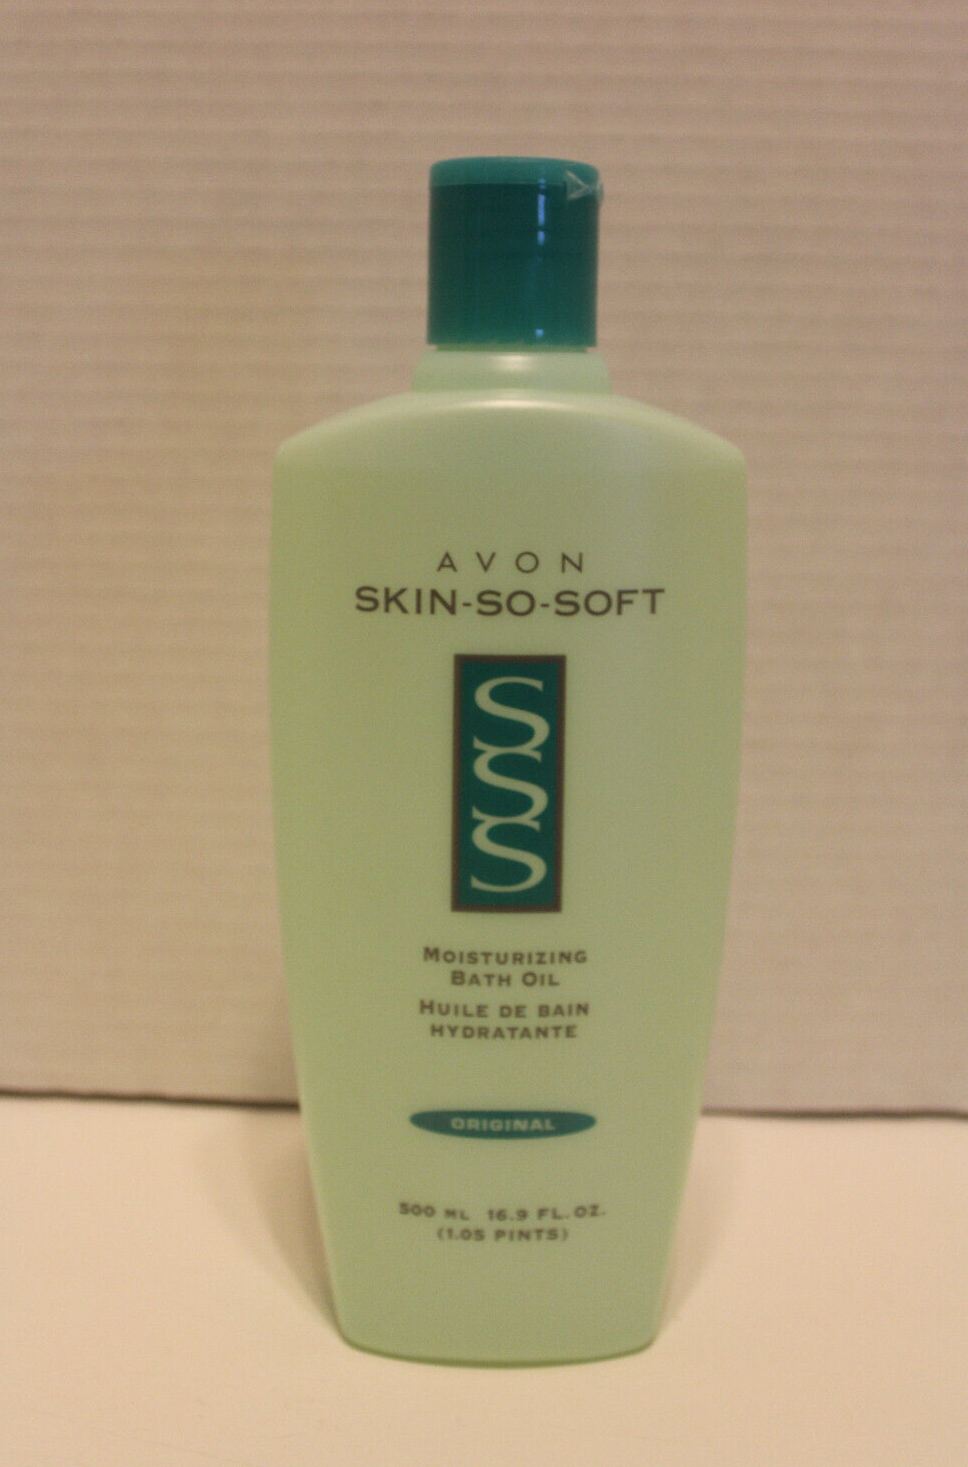 AVON
SKIN-SO-SOFT
SSS
MOISTURIZING
BATH OIL
HUILE DE BAIN
HYDRATANTE
ORIGINAL
500 ML 16.9 FL. OZ.
(1.05 PINTS)